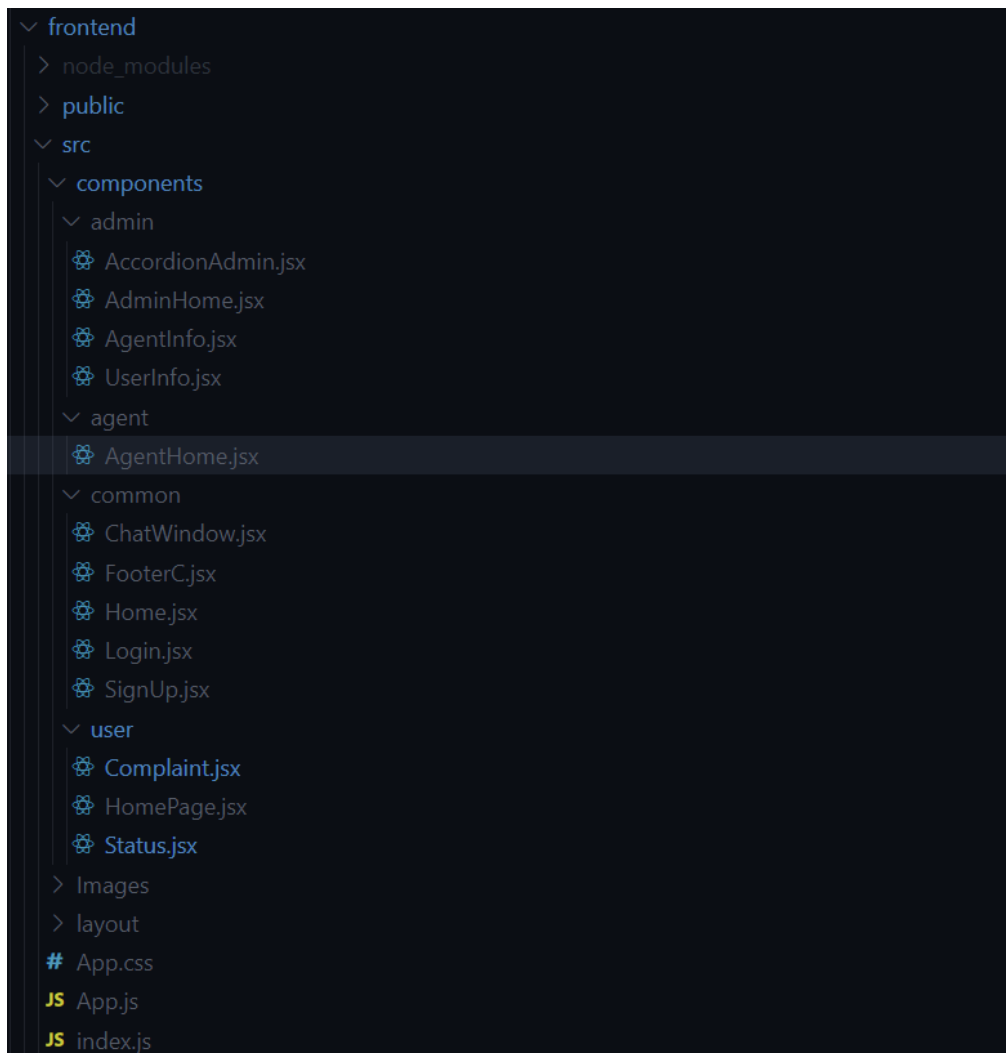 frontend
node_modules
public
src
components
admin
AccordionAdmin.jsx
AdminHome.jsx
AgentInfo.jsx
UserInfo.jsx
agent
AgentHome.jsx
common
ChatWindow.jsx
FooterC.jsx
Home.jsx
Login.jsx
SignUp.jsx
user
Complaint.jsx
HomePage.jsx
Status.jsx
Images
layout
# App.css
JS App.js
JS index.js